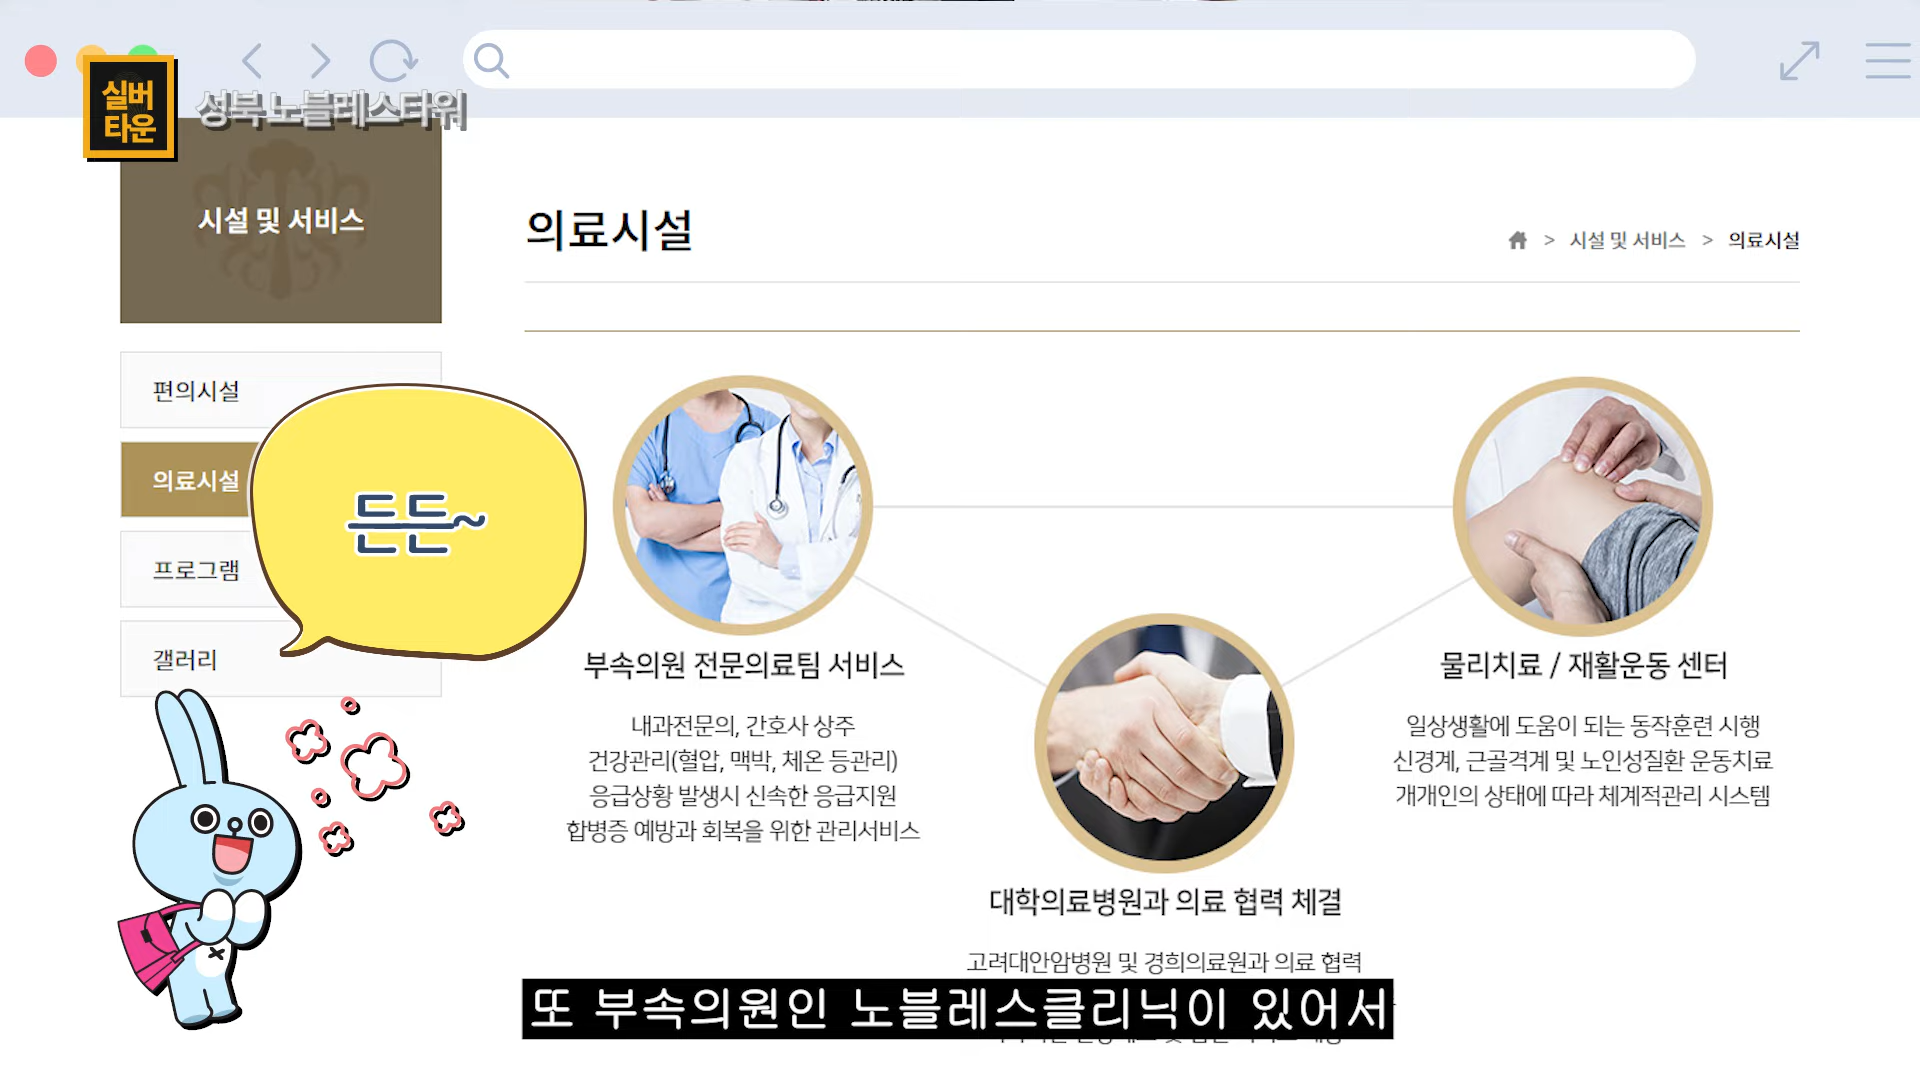 실버
타운
성북 노블레스타워
시설 및 서비스
편의시설
의료시설
프로그램
갤러리
의료시설
> 시설 및 서비스 > 의료시설
든든~
부속의원 전문의료팀 서비스
내과전문의, 간호사 상주
건강관리(혈압, 맥박, 체온 등관리)
응급상황 발생시 신속한 응급지원
합병증 예방과 회복을 위한 관리서비스
물리치료 / 재활운동 센터
일상생활에 도움이 되는 동작훈련 시행
신경계, 근골격계 및 노인성질환 운동치료
개개인의 상태에 따라 체계적관리 시스템
대학의료병원과 의료 협력 체결
고려대안암병원 및 경희의료원과 의료 협력
또 부속의원인 노블레스클리닉이 있어서